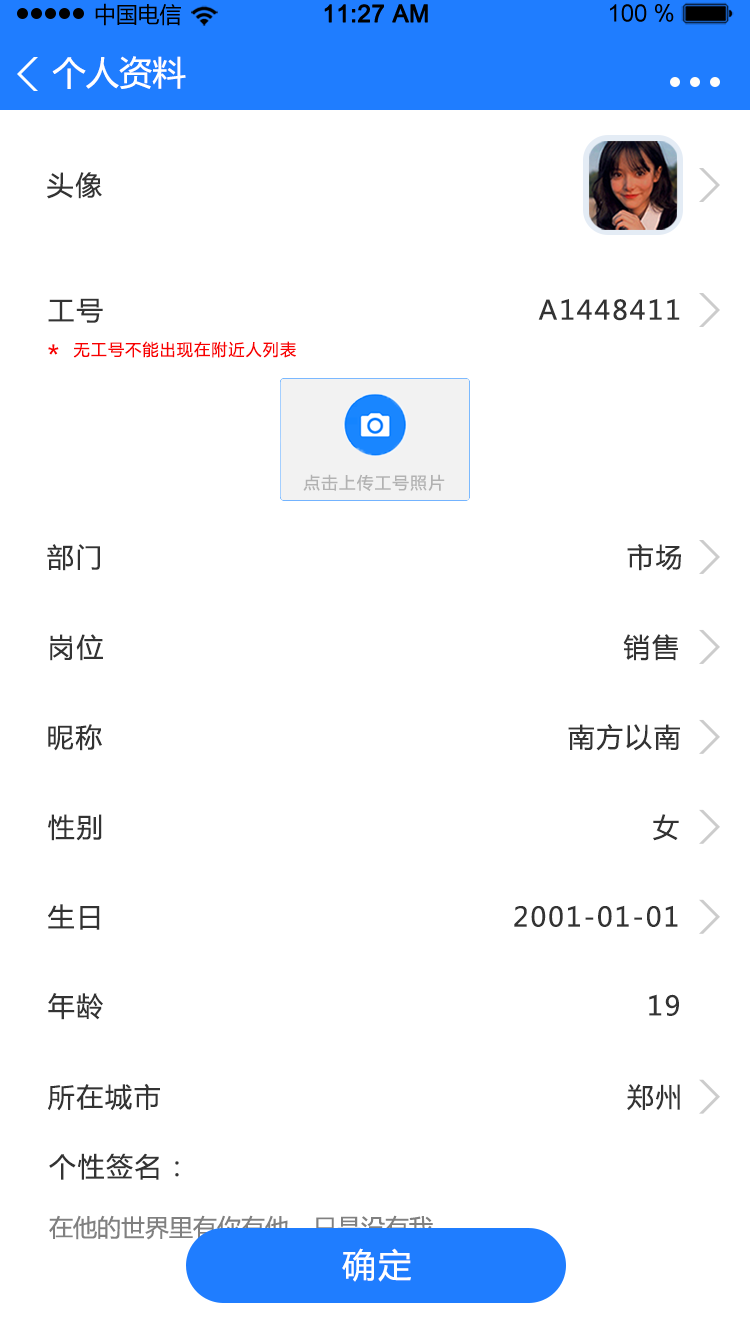 中国电信 11:27 AM 100 %
个人资料
头像
工号 A1448411
* 无工号不能出现在附近人列表
点击上传工号照片
部门 市场
岗位 销售
昵称 南方以南
性别 女
生日 2001-01-01
年龄 19
所在城市 郑州
个性签名：
在他的世界里有你有他，只是没有我
确定